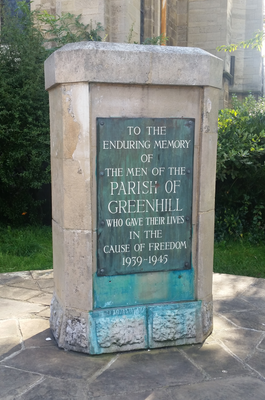 TO THE
ENDURING MEMORY
OF
THE MEN OF THE
PARISH OF
GREENHILL
WHO GAVE THEIR LIVES
IN THE
CAUSE OF FREEDOM
1939-1945